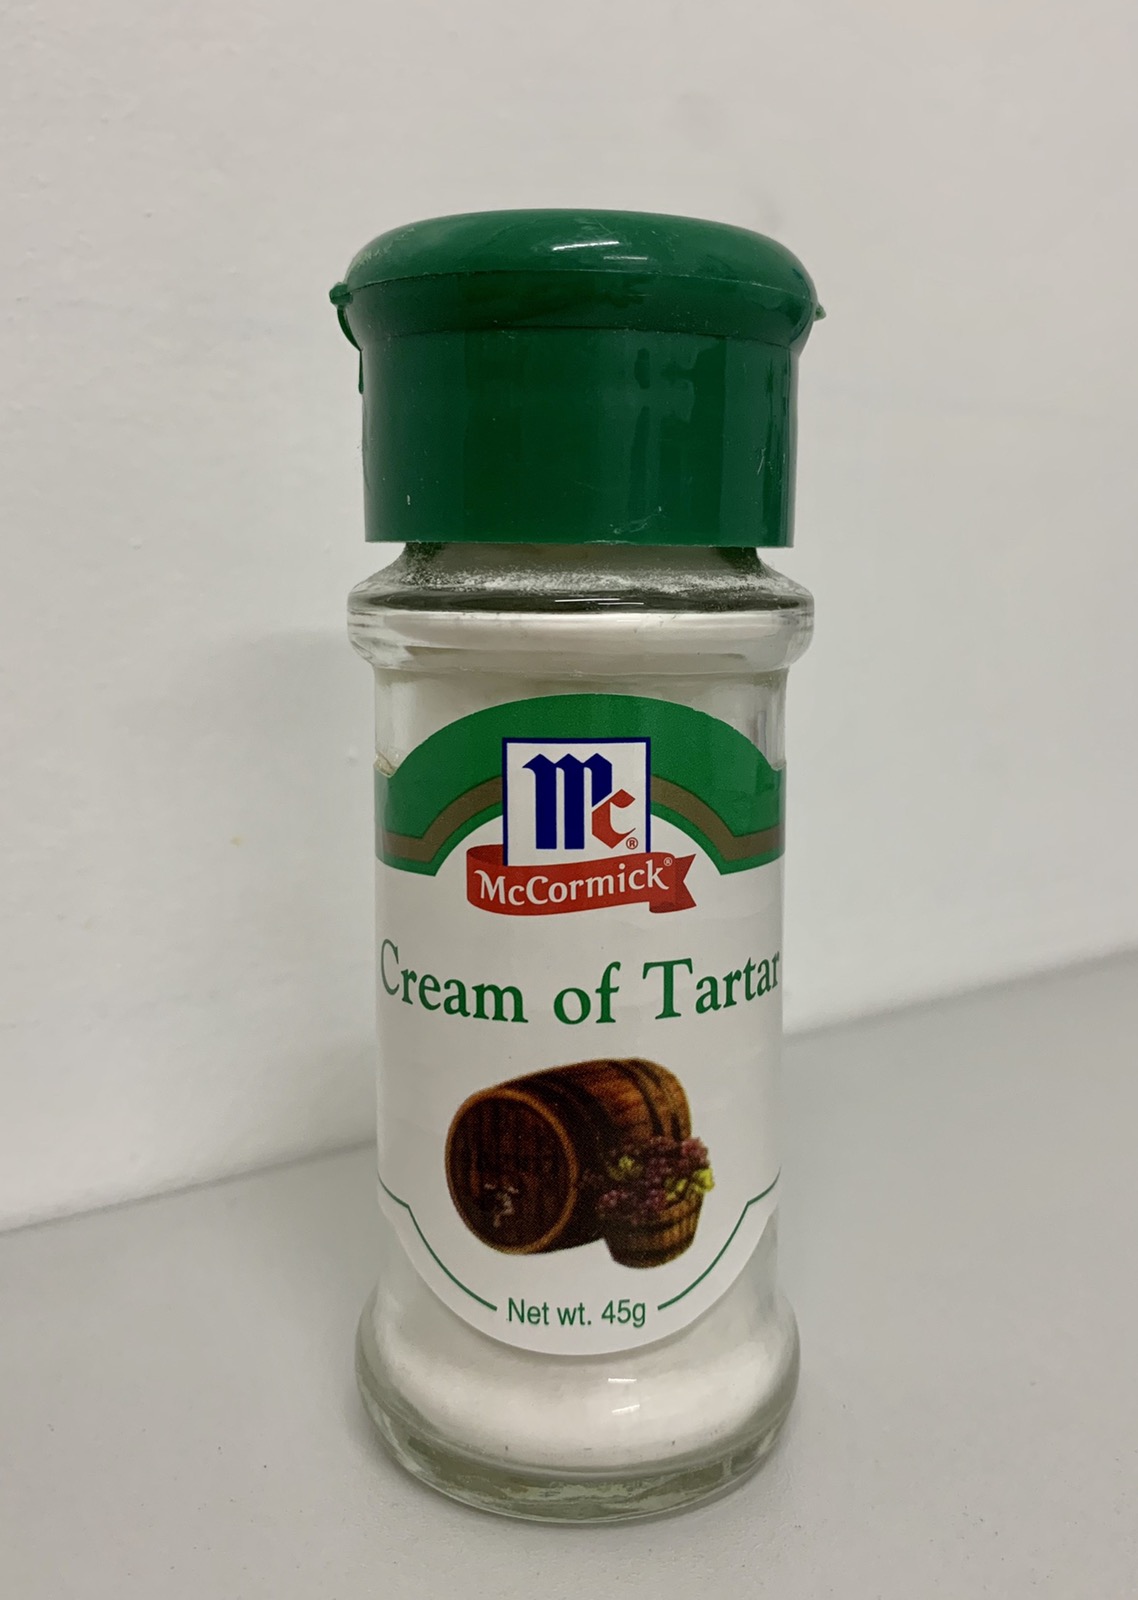 Mc®
McCormick®
Cream of Tartar
Net wt. 45g